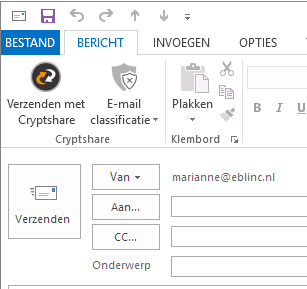 BESTAND BERICHT INVOEGEN OPTIES
Verzenden met Cryptshare
E-mail classificatie
Plakken
Cryptshare
Klembord
B
Verzenden
Van
marianne@eblinc.nl
Aan...
CC...
Onderwerp